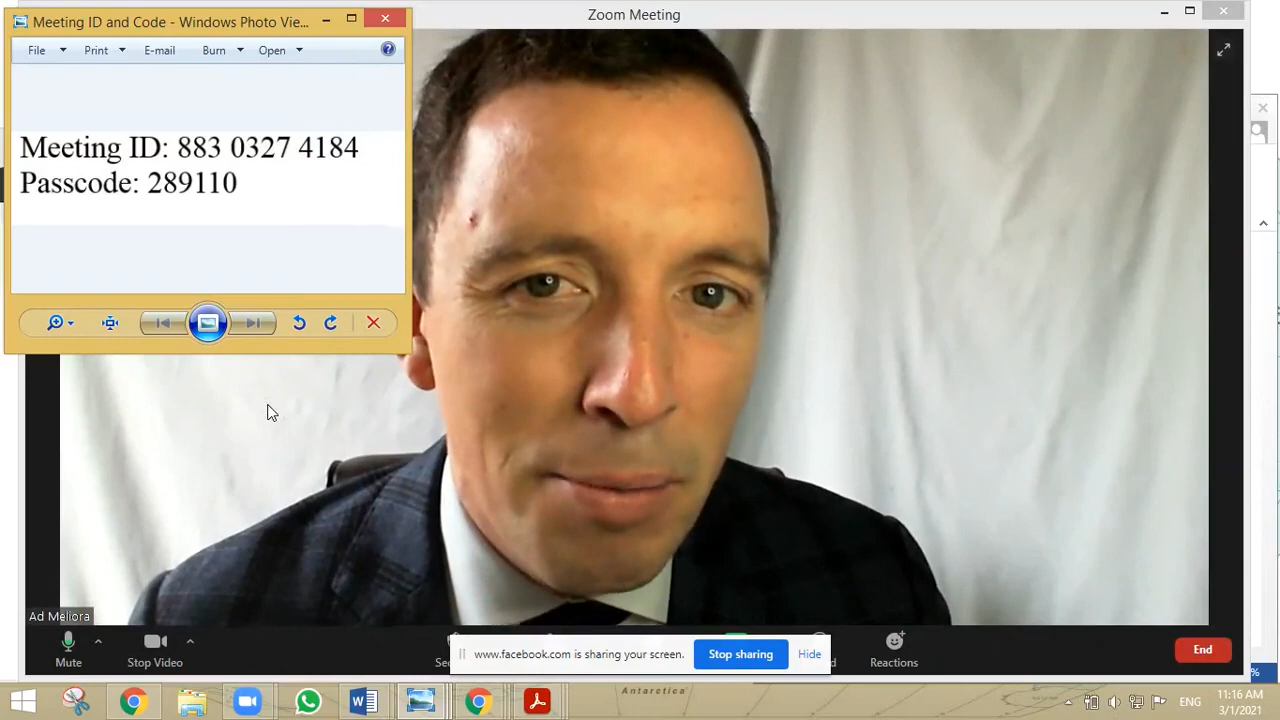 Meeting ID and Code - Windows Photo Vie...
Zoom Meeting
File
Print
E-mail
Burn
Open
Meeting ID: 883 0327 4184
Passcode: 289110
Ad Meliora
Mute
Stop Video
www.facebook.com is sharing your screen.
Stop sharing
Hide
Reactions
End
Antarctica
ENG
11:16 AM
3/1/2021